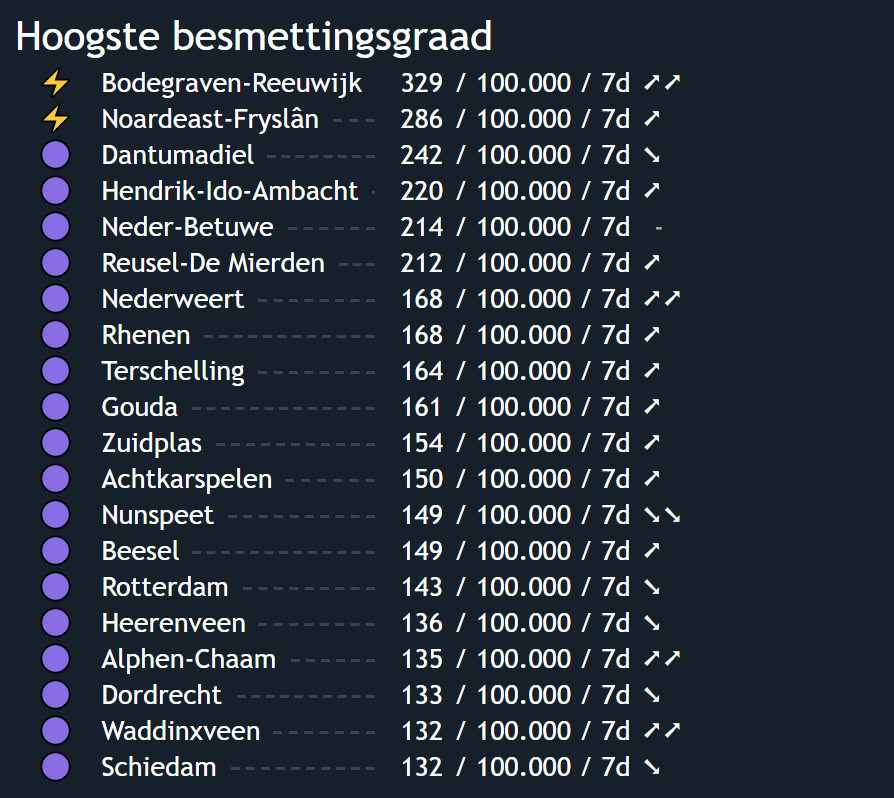 Hoogste besmettingsgraad
⚡ Bodegraven-Reeuwijk 329 / 100.000 / 7d ➚➚
⚡ Noardeast-Fryslân --- 286 / 100.000 / 7d ➚
🟣 Dantumadiel ------- 242 / 100.000 / 7d ➘
🟣 Hendrik-Ido-Ambacht - 220 / 100.000 / 7d ➚
🟣 Neder-Betuwe ------ 214 / 100.000 / 7d -
🟣 Reusel-De Mierden --- 212 / 100.000 / 7d ➚
🟣 Nederweert -------- 168 / 100.000 / 7d ➚➚
🟣 Rhenen ----------- 168 / 100.000 / 7d ➚
🟣 Terschelling -------- 164 / 100.000 / 7d ➚
🟣 Gouda ------------ 161 / 100.000 / 7d ➚
🟣 Zuidplas ---------- 154 / 100.000 / 7d ➚
🟣 Achtkarspelen ------ 150 / 100.000 / 7d ➚
🟣 Nunspeet --------- 149 / 100.000 / 7d ➘➘
🟣 Beesel ------------ 149 / 100.000 / 7d ➚
🟣 Rotterdam -------- 143 / 100.000 / 7d ➘
🟣 Heerenveen ------- 136 / 100.000 / 7d ➘
🟣 Alphen-Chaam ----- 135 / 100.000 / 7d ➚➚
🟣 Dordrecht --------- 133 / 100.000 / 7d ➘
🟣 Waddinxveen ------ 132 / 100.000 / 7d ➚➚
🟣 Schiedam --------- 132 / 100.000 / 7d ➘